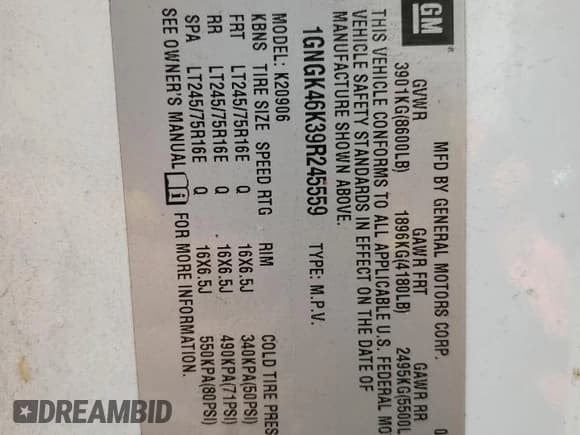 GM
MFD BY GENERAL MOTORS CORP.
GVWR GAWR FRT GAWR RR
3901KG(8600LB) 1896KG(4180LB) 2495KG(5500L
THIS VEHICLE CONFORMS TO ALL APPLICABLE U.S. FEDERAL MO
VEHICLE SAFETY STANDARDS IN EFFECT ON THE DATE OF
MANUFACTURE SHOWN ABOVE.
1GNGK46K39R245559 TYPE: M.P.V.
MODEL: K20906
KBNS TIRE SIZE SPEED RTG RIM COLD TIRE PRES
FRT LT245/75R16E Q 16X6.5J 340KPA(50PSI)
RR LT245/75R16E Q 16X6.5J 490KPA(71PSI)
SPA LT245/75R16E Q 16X6.5J 550KPA(80PSI)
SEE OWNER'S MANUAL i FOR MORE INFORMATION.
DREAMBID